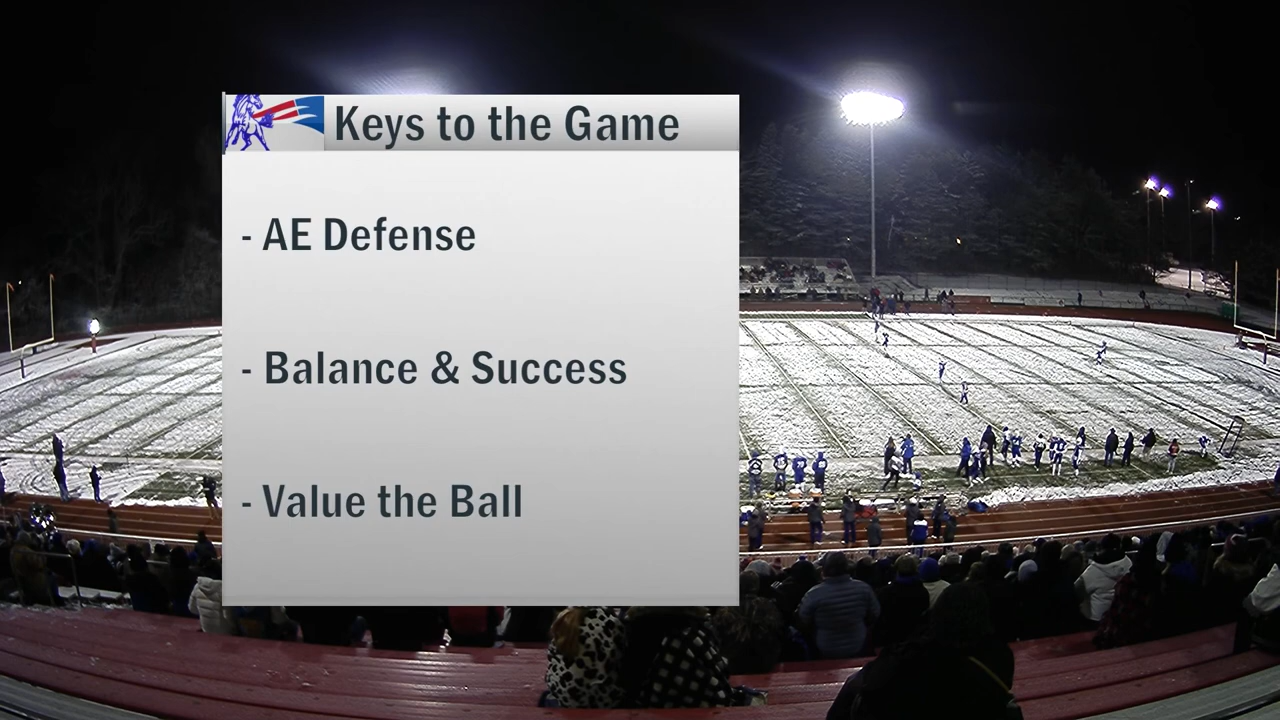 Keys to the Game
- AE Defense
- Balance & Success
- Value the Ball